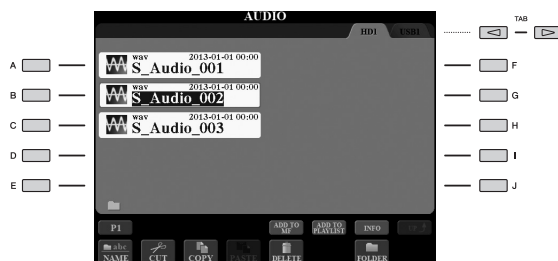 AUDIO
TAB
HD1 USB1
A
wav 2013-01-01 00:00
S_Audio_001
F
B
wav 2013-01-01 00:00
S_Audio_002
G
C
wav 2013-01-01 00:00
S_Audio_003
H
D
I
E
J
P1
ADD TO MF
ADD TO PLAYLIST
INFO
UP
abc
NAME
CUT
COPY
PASTE
DELETE
FOLDER